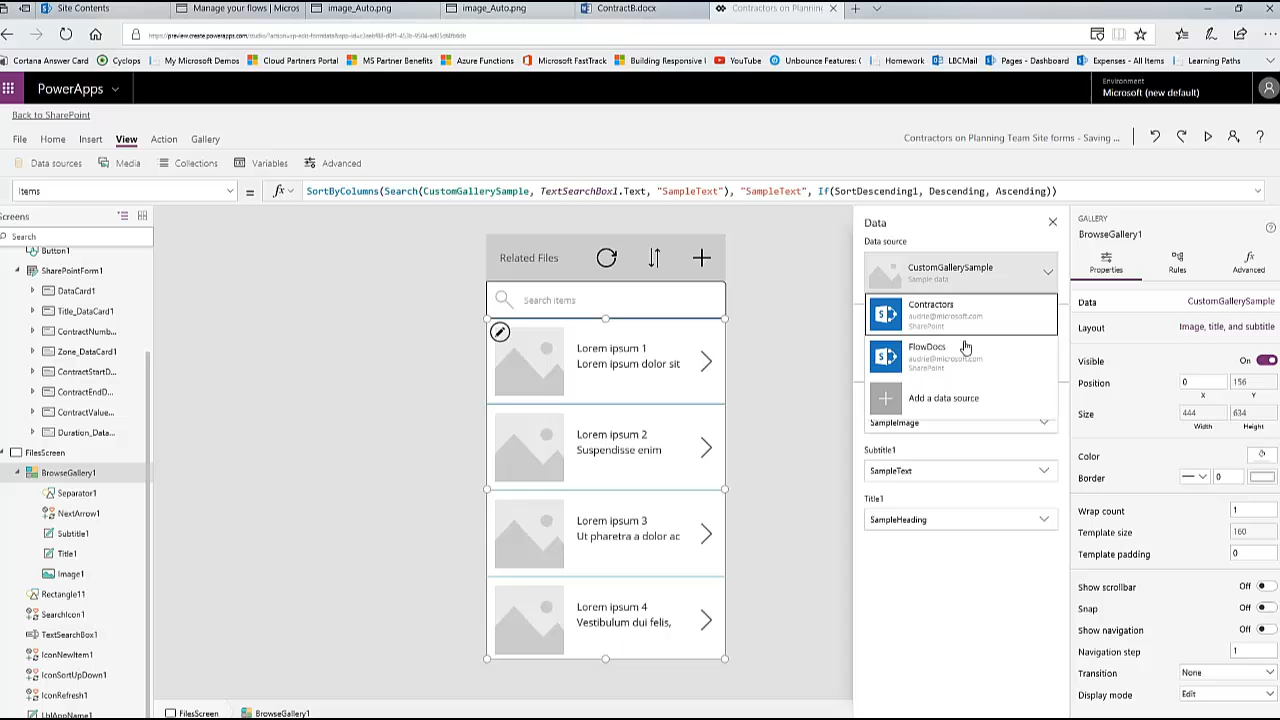 Site Contents
Manage your flows | Micros
image_Auto.png
image_Auto.png
ContractB.docx
Contractors on Plannin
Cortana Answer Card
Cyclops
My Microsoft Demos
Cloud Partners Portal
MS Partner Benefits
Azure Functions
Microsoft FastTrack
Building Responsive I
YouTube
Unbounce Features: (
Homework
LBCMail
Pages - Dashboard
Expenses - All Items
Learning Paths
PowerApps
Environment
Microsoft (new default)
Back to SharePoint
File
Home
Insert
View
Action
Gallery
Contractors on Planning Team Site forms - Saving ...
Data sources
Media
Collections
Variables
Advanced
Items
=
fx
SortByColumns(Search(CustomGallerySample, TextSearchBox1.Text, "SampleText"), "SampleText", If(SortDescending1, Descending, Ascending))
Screens
Search
Button1
SharePointForm1
DataCard1
Title_DataCard1
ContractNumb...
Zone_DataCard1
ContractStartD...
ContractEndD...
ContractValue...
Duration_Data...
FilesScreen
BrowseGallery1
Separator1
NextArrow1
Subtitle1
Title1
Image1
Rectangle11
SearchIcon1
TextSearchBox1
IconNewItem1
IconSortUpDown1
IconRefresh1
LblAppName1
Related Files
Search items
Lorem ipsum 1
Lorem ipsum dolor sit
Lorem ipsum 2
Suspendisse enim
Lorem ipsum 3
Ut pharetra a dolor ac
Lorem ipsum 4
Vestibulum dui felis,
FilesScreen
BrowseGallery1
Data
Data source
CustomGallerySample
Sample data
Contractors
audrie@microsoft.com
SharePoint
FlowDocs
audrie@microsoft.com
SharePoint
Add a data source
SampleImage
Subtitle1
SampleText
Title1
SampleHeading
GALLERY
BrowseGallery1
Properties
Rules
fx
Advanced
Data
CustomGallerySample
Layout
Image, title, and subtitle
Visible
On
Position
0
156
X
Y
Size
444
634
Width
Height
Color
Border
0
Wrap count
1
Template size
160
Template padding
0
Show scrollbar
Off
Snap
Off
Show navigation
Off
Navigation step
1
Transition
None
Display mode
Edit